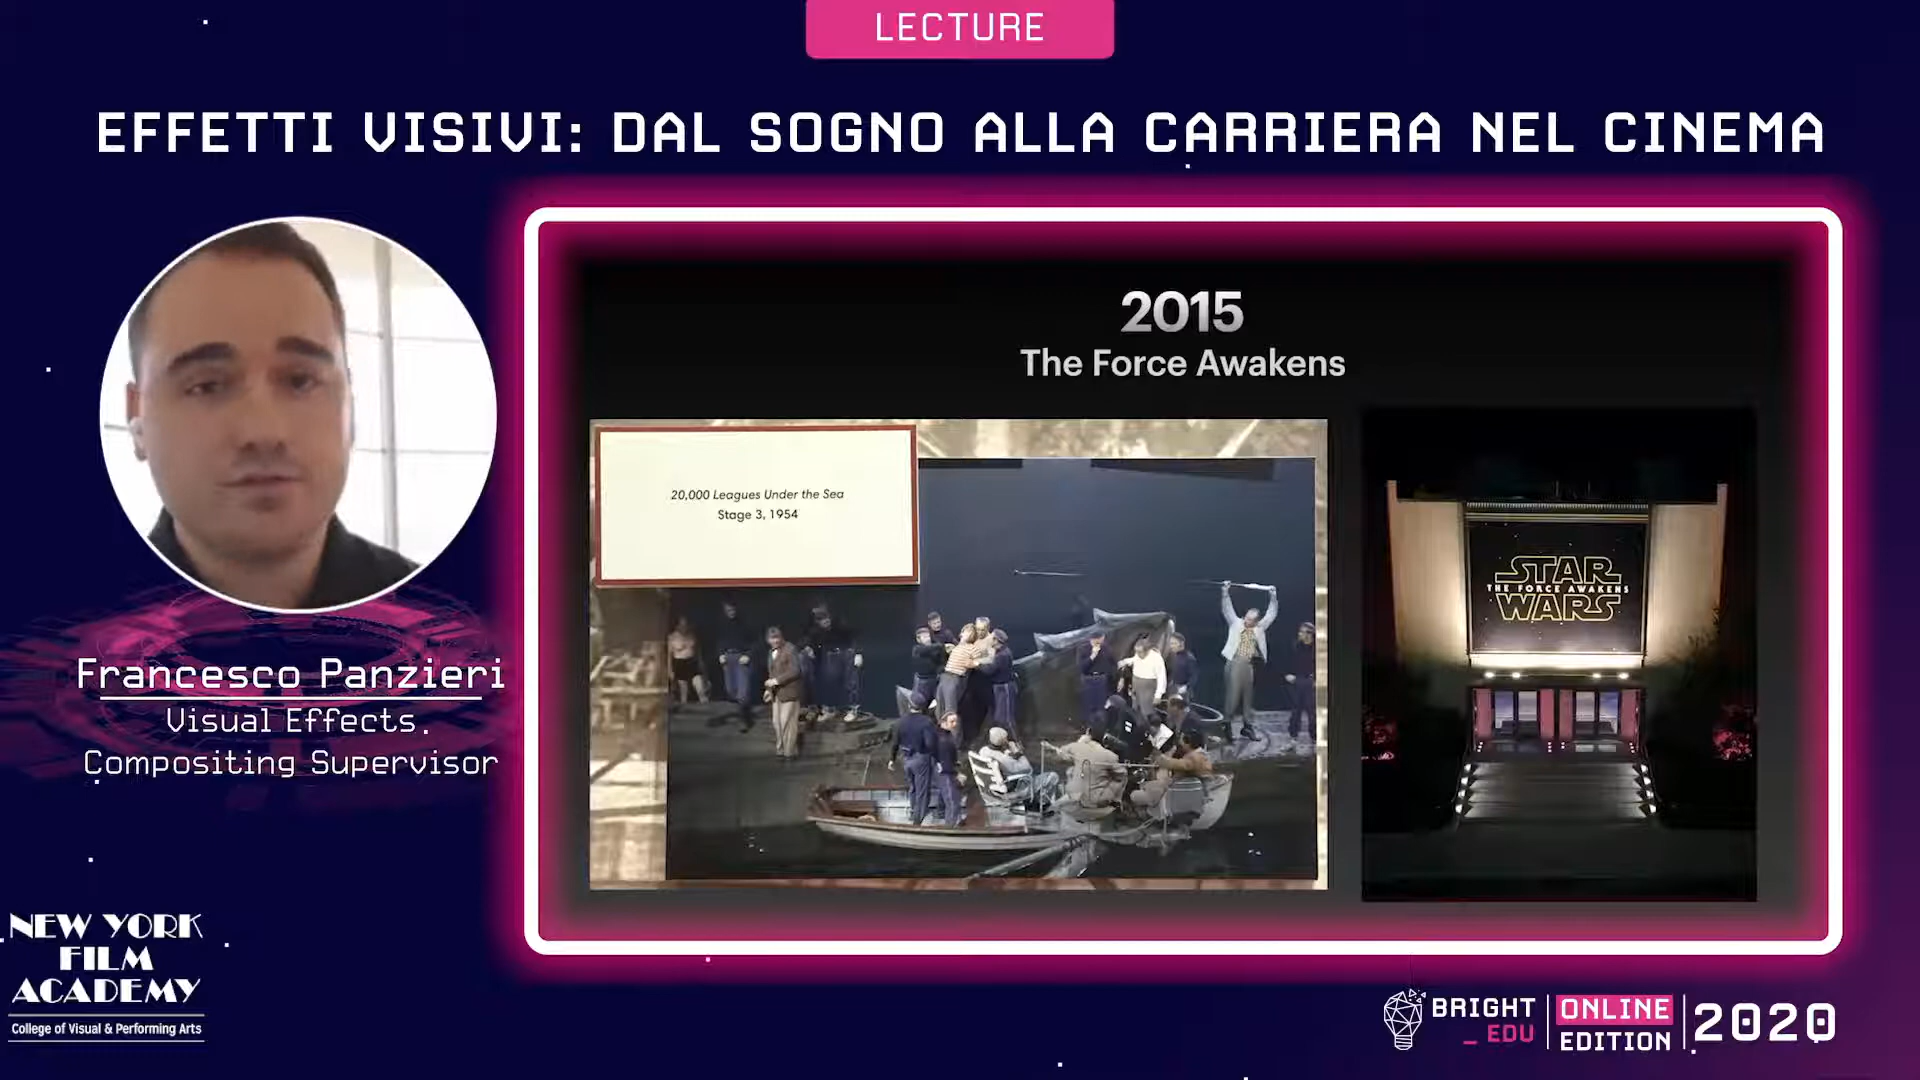 LECTURE
EFFETTI VISIVI: DAL SOGNO ALLA CARRIERA NEL CINEMA
2015
The Force Awakens
20,000 Leagues Under the Sea
Stage 3, 1954
STAR
THE FORCE AWAKENS
WARS
Francesco Panzieri
Visual Effects
Compositing Supervisor
NEW YORK
FILM
ACADEMY
College of Visual & Performing Arts
BRIGHT
_ EDU
ONLINE
EDITION
2020